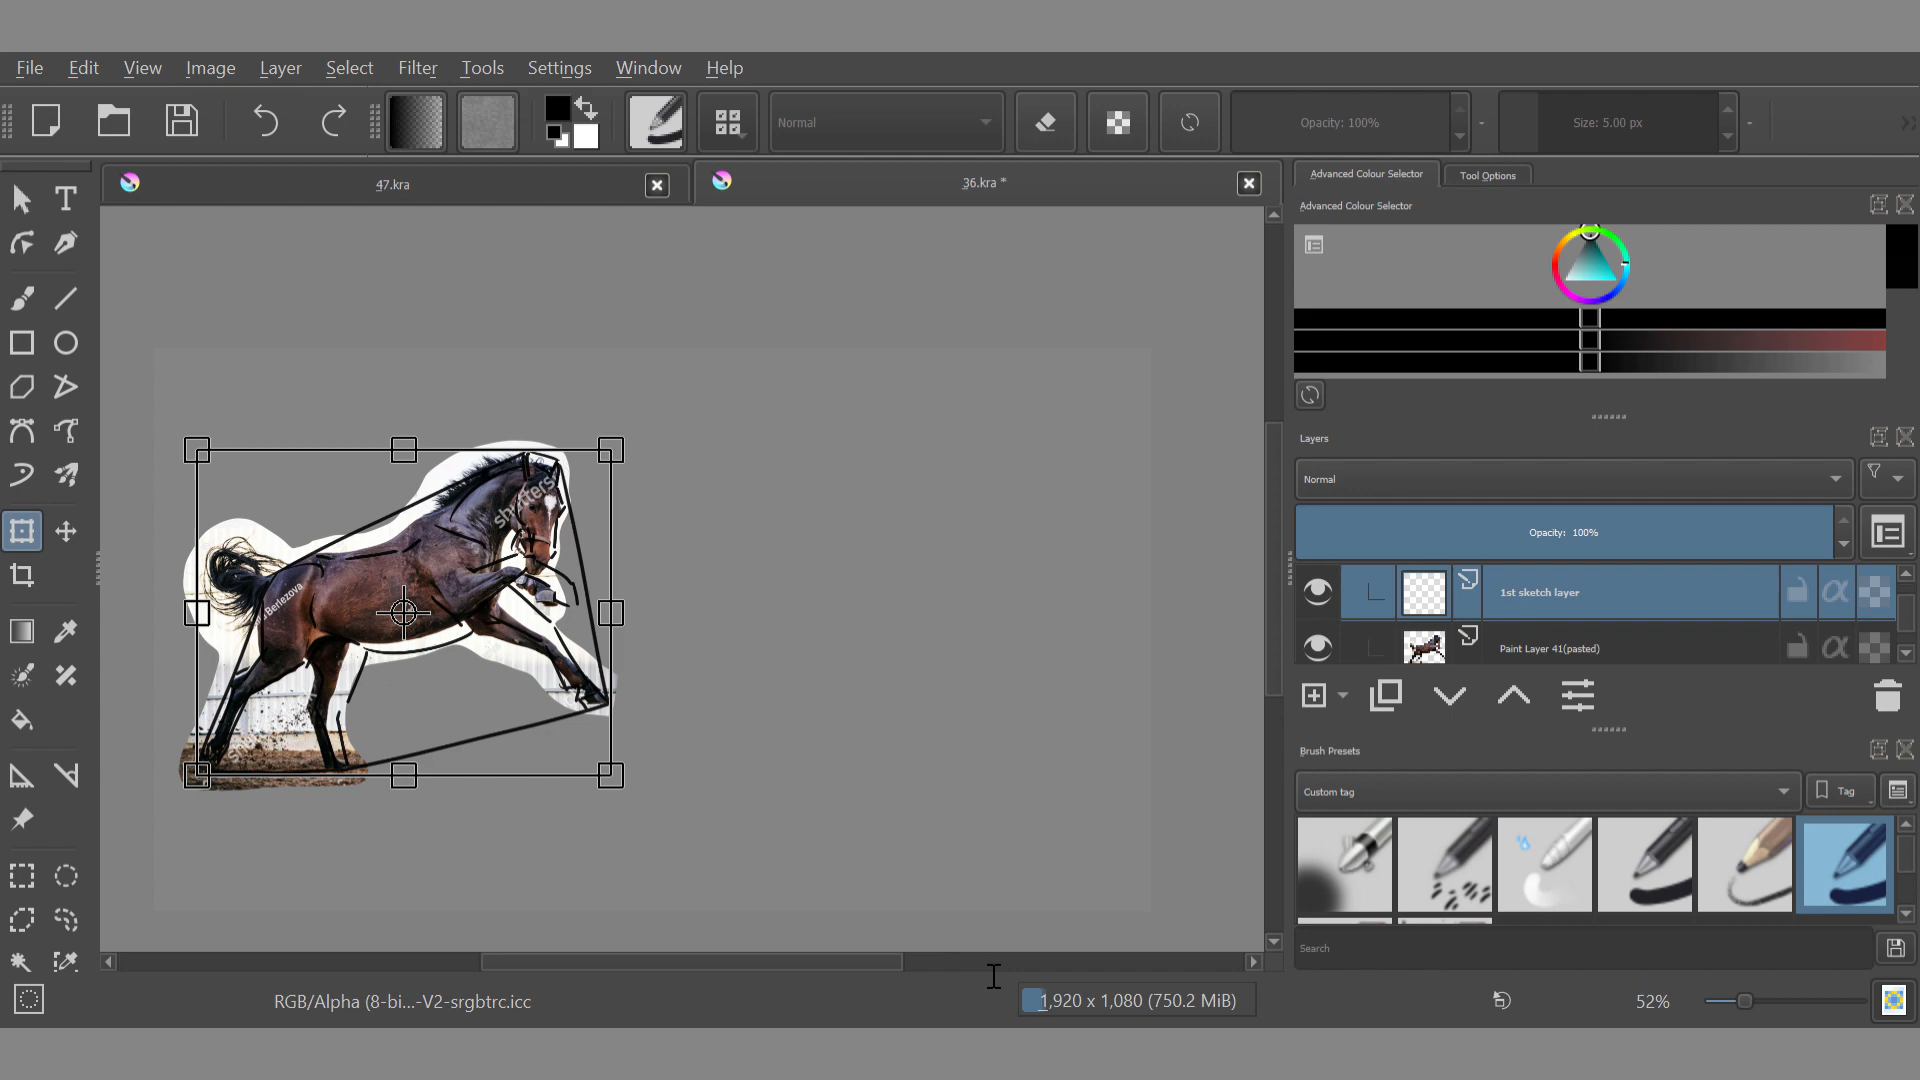 File Edit View Image Layer Select Filter Tools Settings Window Help
Normal
Opacity: 100%
Size: 5.00 px
47.kra
36.kra *
Advanced Colour Selector
Tool Options
Advanced Colour Selector
Layers
Normal
Opacity: 100%
1st sketch layer
Paint Layer 41(pasted)
Brush Presets
Custom tag
Tag
Search
RGB/Alpha (8-bi...-V2-srgbtrc.icc
1,920 x 1,080 (750.2 MiB)
52%
shutters
Berlezova